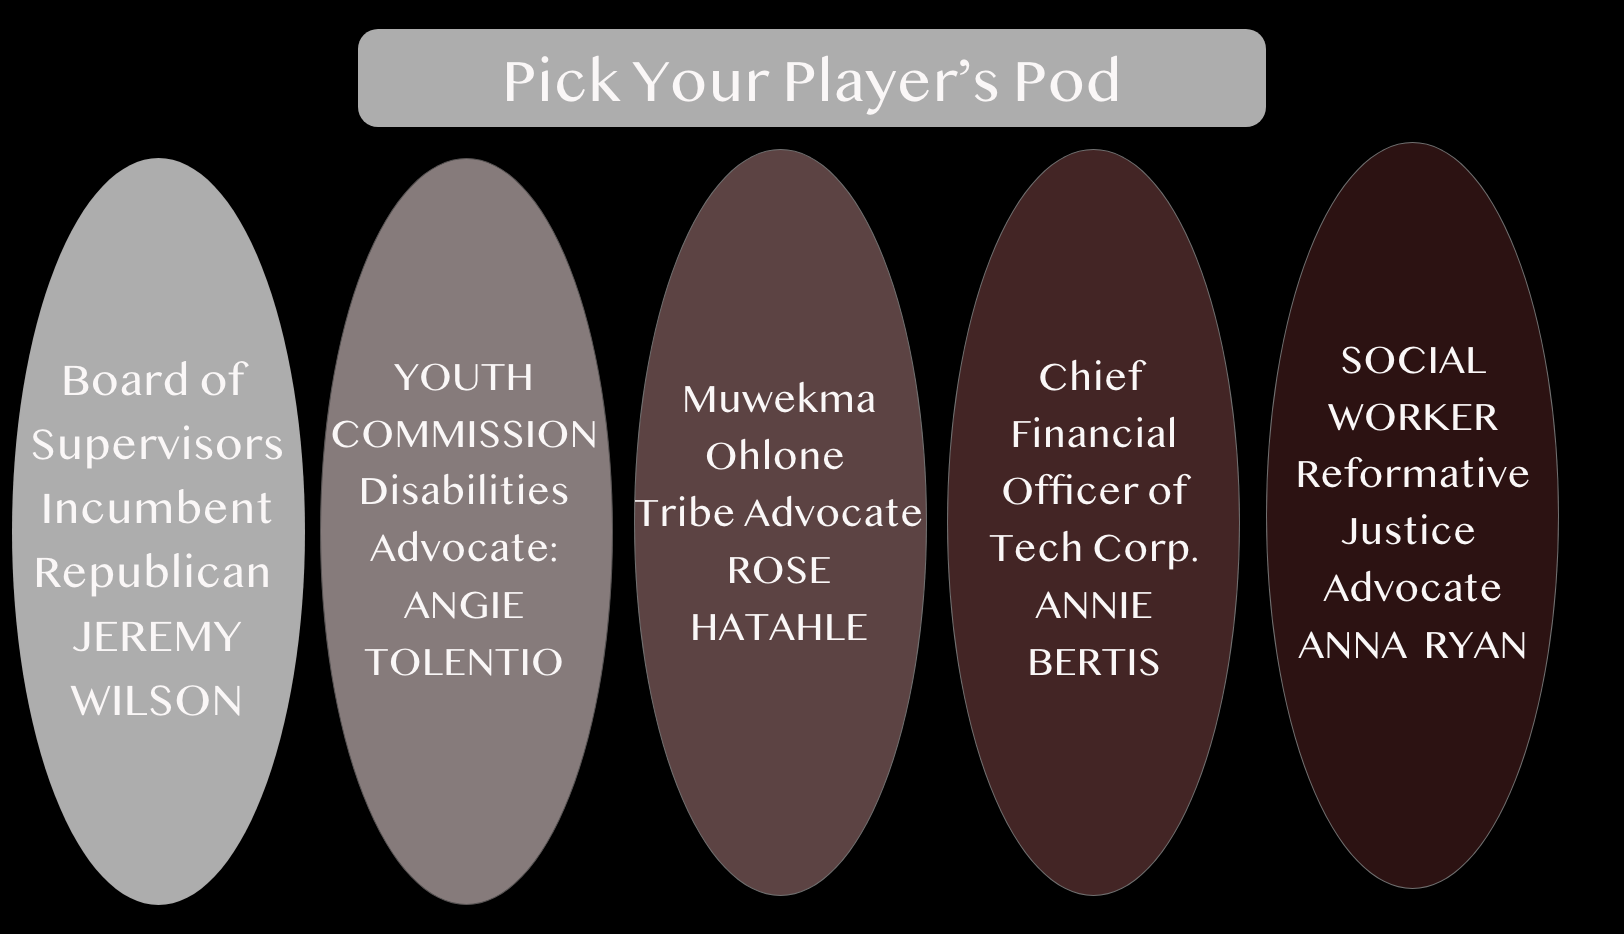 Pick Your Player’s Pod
Board of
Supervisors
Incumbent
Republican
JEREMY
WILSON
YOUTH
COMMISSION
Disabilities
Advocate:
ANGIE
TOLENTIO
Muwekma
Ohlone
Tribe Advocate
ROSE
HATAHLE
Chief
Financial
Officer of
Tech Corp.
ANNIE
BERTIS
SOCIAL
WORKER
Reformative
Justice
Advocate
ANNA RYAN